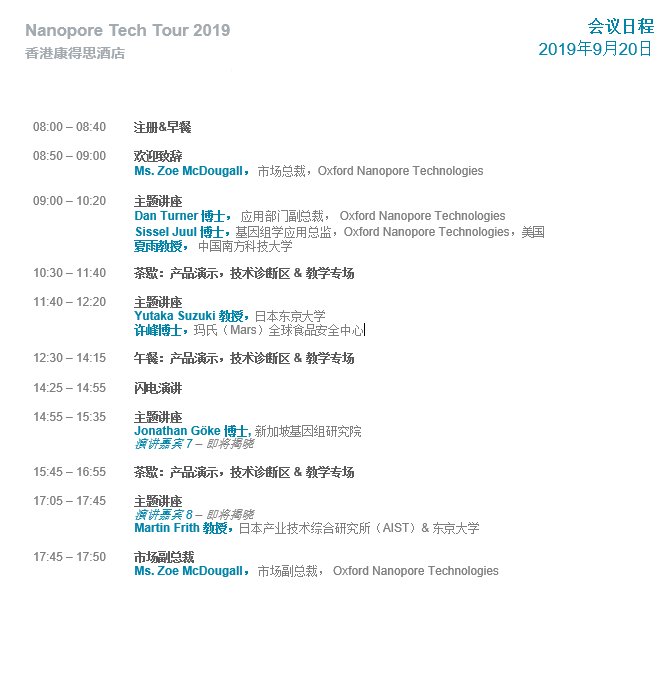 Nanopore Tech Tour 2019
香港康得思酒店
会议日程
2019年9月20日
08:00 – 08:40 注册&早餐
08:50 – 09:00 欢迎致辞
Ms. Zoe McDougall，市场总裁，Oxford Nanopore Technologies
09:00 – 10:20 主题讲座
Dan Turner 博士， 应用部门副总裁， Oxford Nanopore Technologies
Sissel Juul 博士，基因组学应用总监，Oxford Nanopore Technologies，美国
夏雨教授， 中国南方科技大学
10:30 – 11:40 茶歇：产品演示，技术诊断区 & 教学专场
11:40 – 12:20 主题讲座
Yutaka Suzuki 教授，日本东京大学
许峰博士，玛氏（Mars）全球食品安全中心
12:30 – 14:15 午餐：产品演示，技术诊断区 & 教学专场
14:25 – 14:55 闪电演讲
14:55 – 15:35 主题讲座
Jonathan Göke 博士, 新加坡基因组研究院
演讲嘉宾 7 – 即将揭晓
15:45 – 16:55 茶歇：产品演示，技术诊断区 & 教学专场
17:05 – 17:45 主题讲座
演讲嘉宾 8 – 即将揭晓
Martin Frith 教授，日本产业技术综合研究所（AIST）& 东京大学
17:45 – 17:50 市场副总裁
Ms. Zoe McDougall， 市场副总裁， Oxford Nanopore Technologies